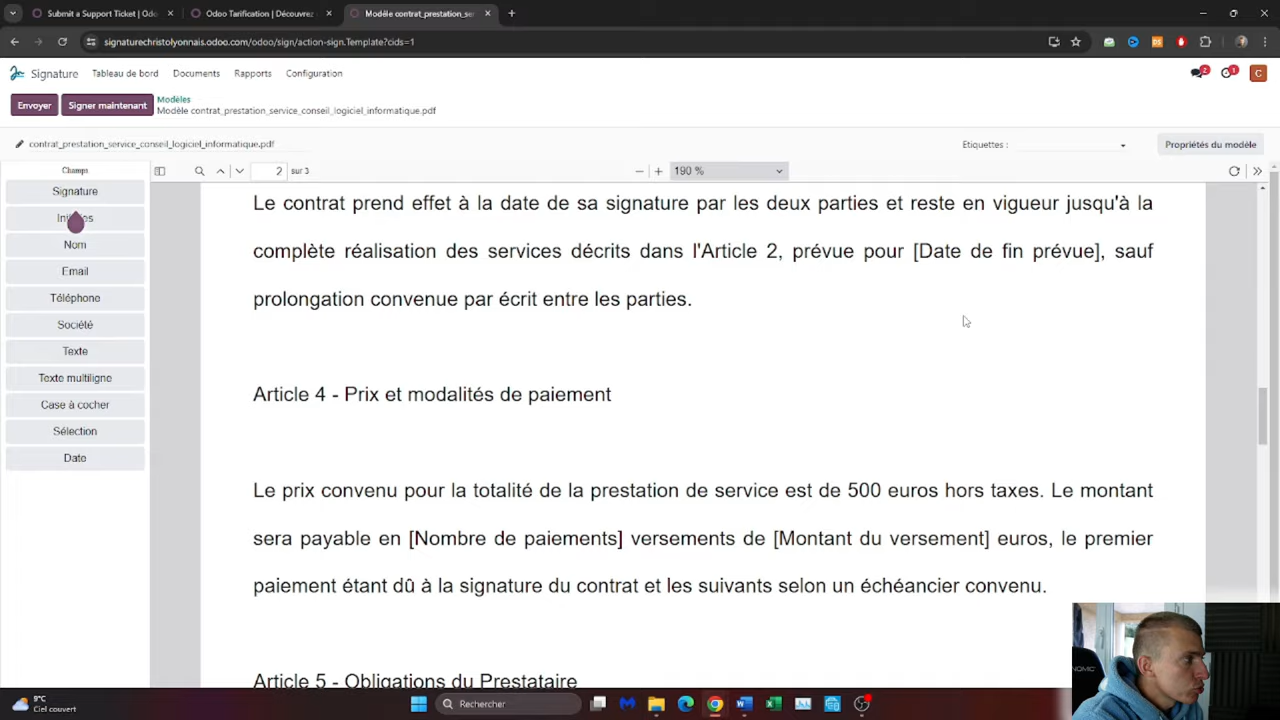 Submit a Support Ticket | Odo
Odoo Tarification | Découvrez
Modèle contrat_prestation_se
signaturechristolyonnais.odoo.com/odoo/sign/action-sign.Template?cids=1
Signature
Tableau de bord
Documents
Rapports
Configuration
2
1
C
Envoyer
Signer maintenant
Modèles
Modèle contrat_prestation_service_conseil_logiciel_informatique.pdf
contrat_prestation_service_conseil_logiciel_informatique.pdf
Etiquettes :
Propriétés du modèle
Champs
2
sur 3
190 %
Signature
Nom
Email
Téléphone
Société
Texte
Texte multiligne
Case à cocher
Sélection
Date
Le contrat prend effet à la date de sa signature par les deux parties et reste en vigueur jusqu'à la
complète réalisation des services décrits dans l'Article 2, prévue pour [Date de fin prévue], sauf
prolongation convenue par écrit entre les parties.
Article 4 - Prix et modalités de paiement
Le prix convenu pour la totalité de la prestation de service est de 500 euros hors taxes. Le montant
sera payable en [Nombre de paiements] versements de [Montant du versement] euros, le premier
paiement étant dû à la signature du contrat et les suivants selon un échéancier convenu.
Article 5 - Obligations du Prestataire
NOMIC
9°C
Ciel couvert
Rechercher